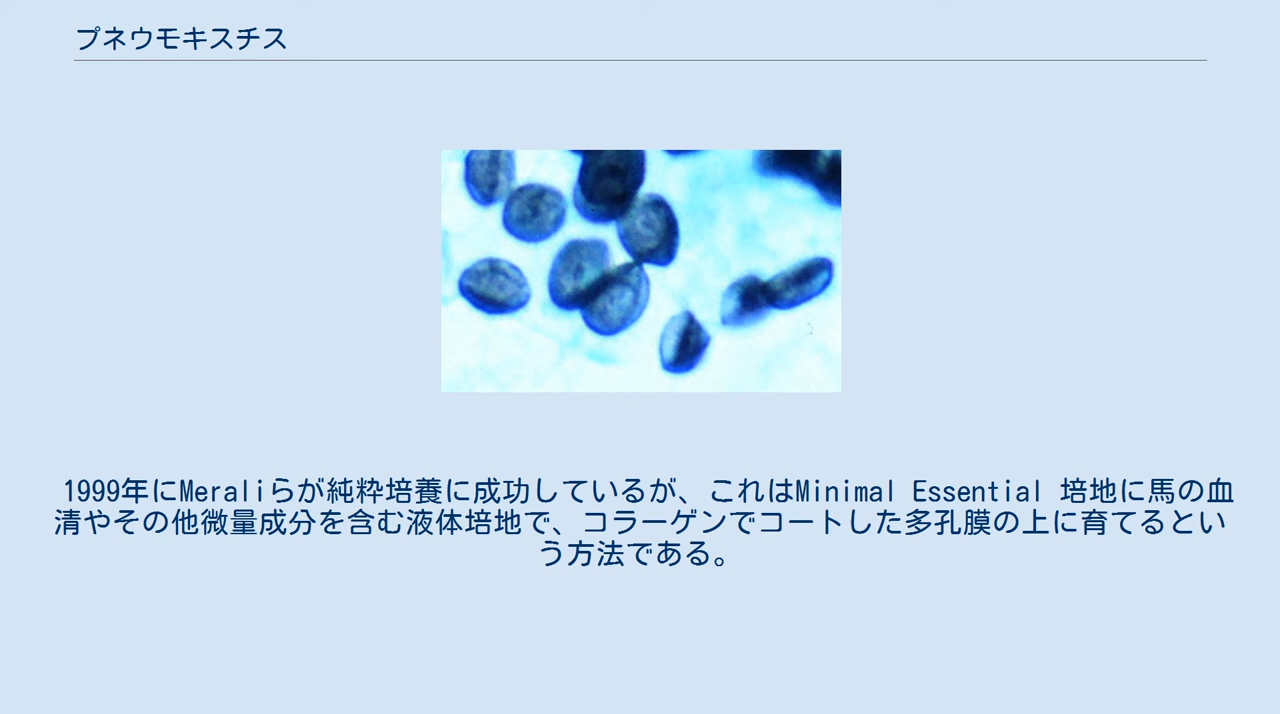 プネウモキスチス
1999年にMeraliらが純粋培養に成功しているが、これはMinimal Essential 培地に馬の血
清やその他微量成分を含む液体培地で、コラーゲンでコートした多孔膜の上に育てるとい
う方法である。